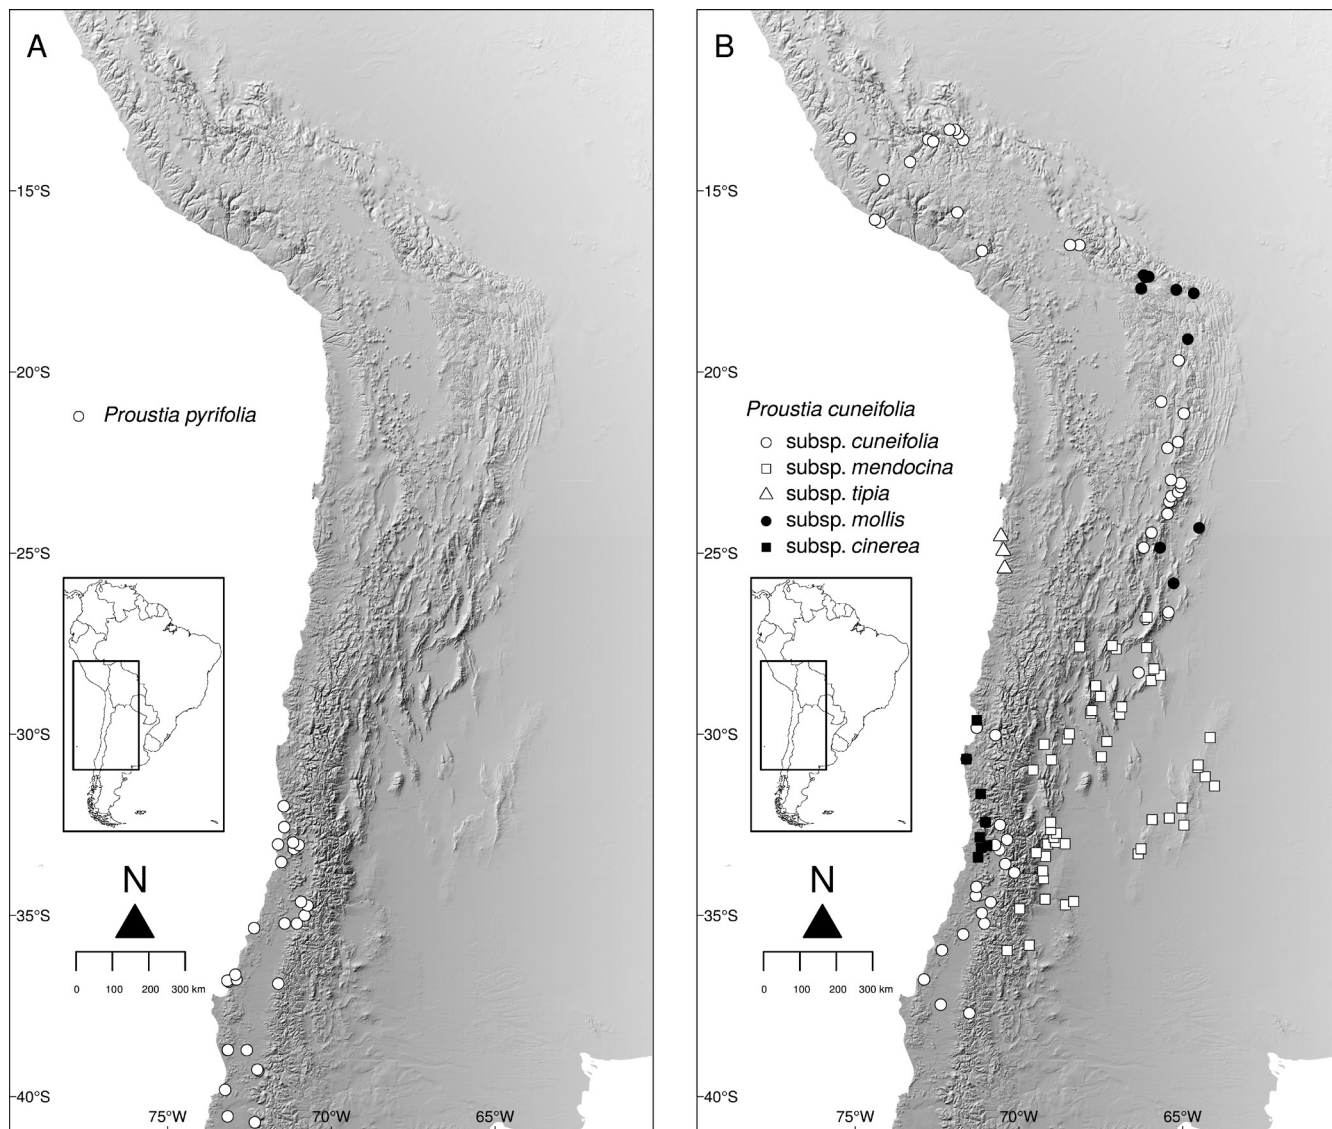 A
15°S
20°S
Proustia pyrifolia
25°S
30°S
N
35°S
0 100 200 300 km
40°S
75°W 70°W 65°W
B
15°S
20°S
Proustia cuneifolia
subsp. cuneifolia
subsp. mendocina
subsp. tipia
subsp. mollis
subsp. cinerea
25°S
30°S
N
35°S
0 100 200 300 km
40°S
75°W 70°W 65°W